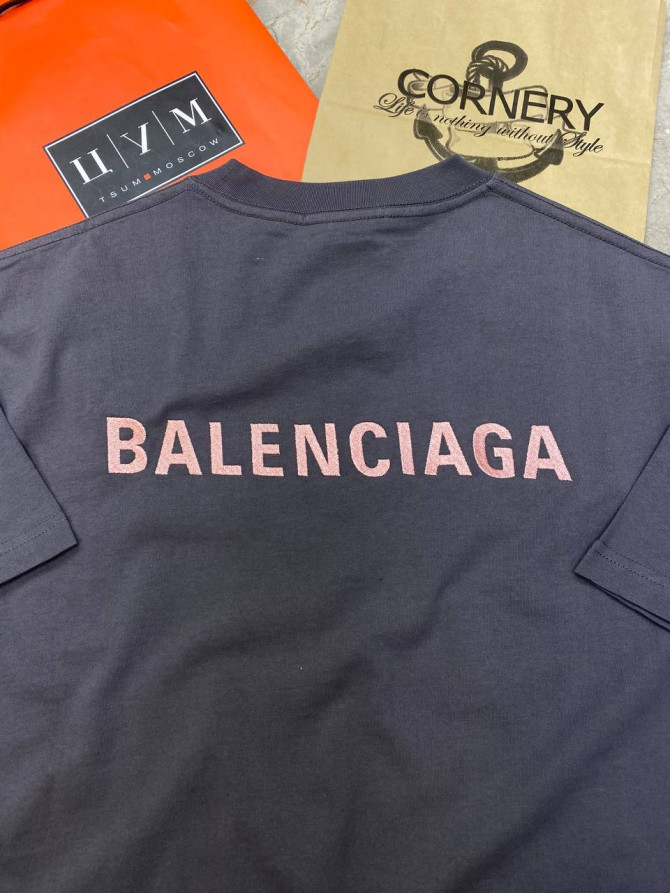 ЦУМ
TSUM MOSCOW
CORNERY
Life is nothing without Style
BALENCIAGA